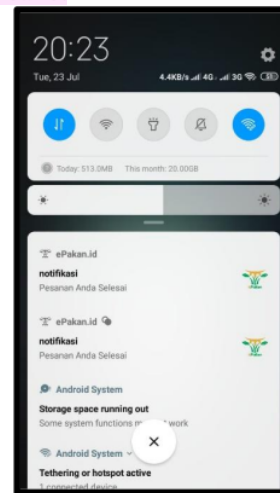 20:23
Tue, 23 Jul
4.4KB/s 4G 3G
Today: 513.0MB This month: 20.00GB
ePakan.id
notifikasi
Pesanan Anda Selesai
ePakan.id
notifikasi
Pesanan Anda Selesai
Android System
Storage space running out
Some system functions m work
Android System
Tethering or hotspot active
1 connected device